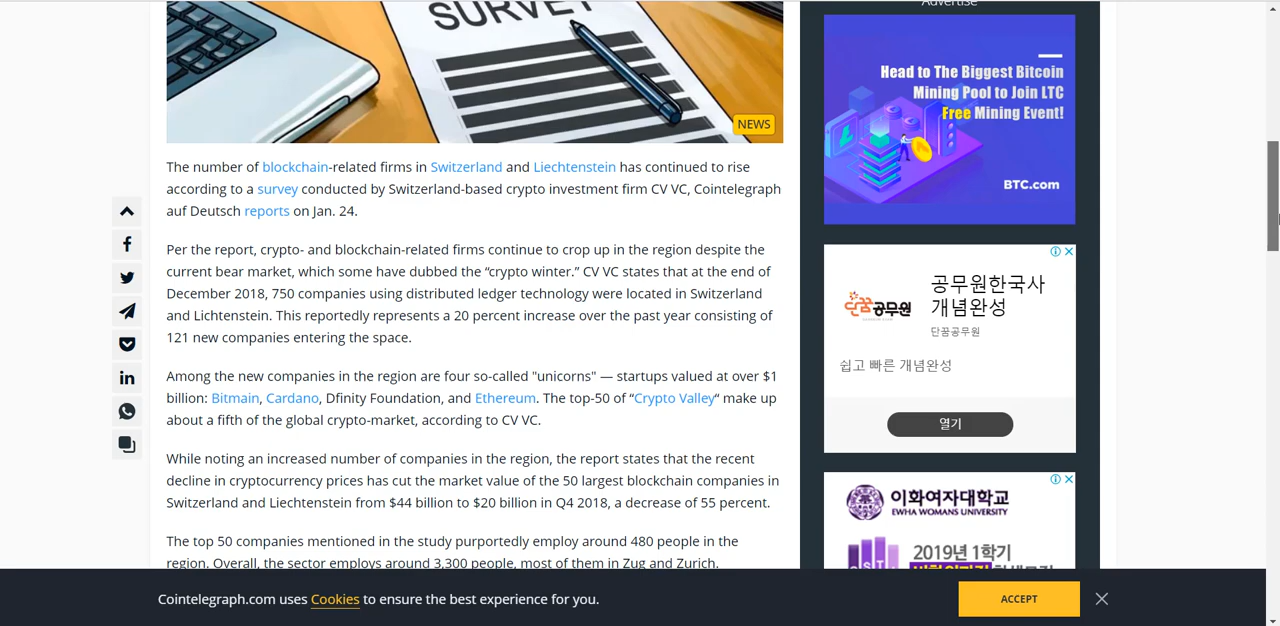 SURVEY
NEWS
The number of blockchain-related firms in Switzerland and Liechtenstein has continued to rise
according to a survey conducted by Switzerland-based crypto investment firm CV VC, Cointelegraph
auf Deutsch reports on Jan. 24.
Per the report, crypto- and blockchain-related firms continue to crop up in the region despite the
current bear market, which some have dubbed the “crypto winter.” CV VC states that at the end of
December 2018, 750 companies using distributed ledger technology were located in Switzerland
and Lichtenstein. This reportedly represents a 20 percent increase over the past year consisting of
121 new companies entering the space.
Among the new companies in the region are four so-called "unicorns" — startups valued at over $1
billion: Bitmain, Cardano, Dfinity Foundation, and Ethereum. The top-50 of “Crypto Valley“ make up
about a fifth of the global crypto-market, according to CV VC.
While noting an increased number of companies in the region, the report states that the recent
decline in cryptocurrency prices has cut the market value of the 50 largest blockchain companies in
Switzerland and Liechtenstein from $44 billion to $20 billion in Q4 2018, a decrease of 55 percent.
The top 50 companies mentioned in the study purportedly employ around 480 people in the
region. Overall, the sector employs around 3,300 people, most of them in Zug and Zurich.
Advertise
Head to The Biggest Bitcoin
Mining Pool to Join LTC
Free Mining Event!
BTC.com
단꿈공무원
공무원한국사
개념완성
단꿈공무원
쉽고 빠른 개념완성
열기
이화여자대학교
EWHA WOMANS UNIVERSITY
2019년 1학기
Cointelegraph.com uses Cookies to ensure the best experience for you.
ACCEPT